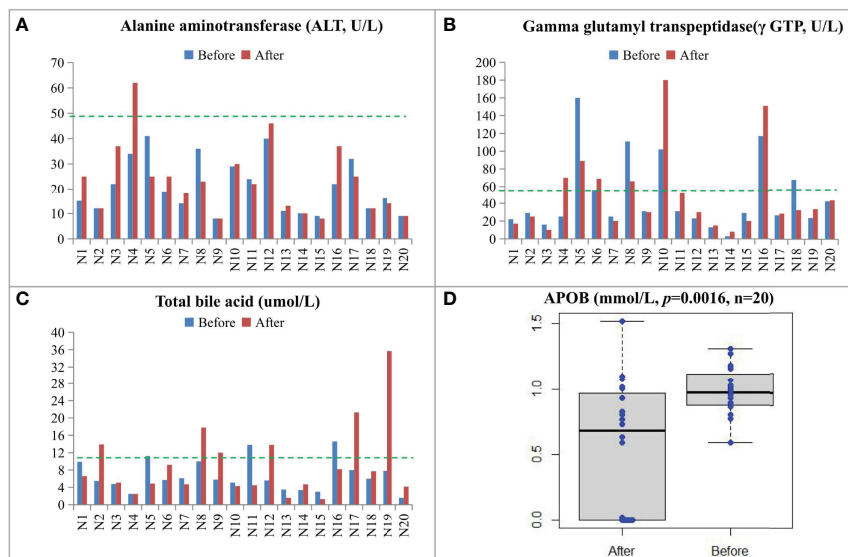 A
Alanine aminotransferase (ALT, U/L)
Before After
70
60
50
40
30
20
10
0
N1 N2 N3 N4 N5 N6 N7 N8 N9 N10 N11 N12 N13 N14 N15 N16 N17 N18 N19 N20
B
Gamma glutamyl transpeptidase(γ GTP, U/L)
Before After
200
180
160
140
120
100
80
60
40
20
0
N1 N2 N3 N4 N5 N6 N7 N8 N9 N10 N11 N12 N13 N14 N15 N16 N17 N18 N19 N20
C
Total bile acid (umol/L)
Before After
40
36
32
28
24
20
16
12
8
4
0
N1 N2 N3 N4 N5 N6 N7 N8 N9 N10 N11 N12 N13 N14 N15 N16 N17 N18 N19 N20
D
APOB (mmol/L, p=0.0016, n=20)
1.5
1.0
0.5
0.0
After Before